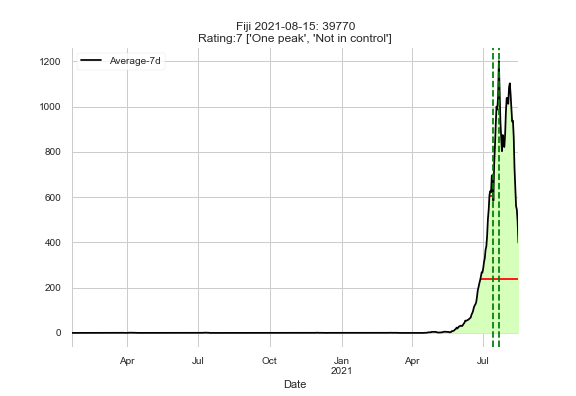 Fiji 2021-08-15: 39770
Rating:7 ['One peak', 'Not in control']
Average-7d
1200
1000
800
600
400
200
0
Apr Jul Oct Jan Apr Jul
2021
Date